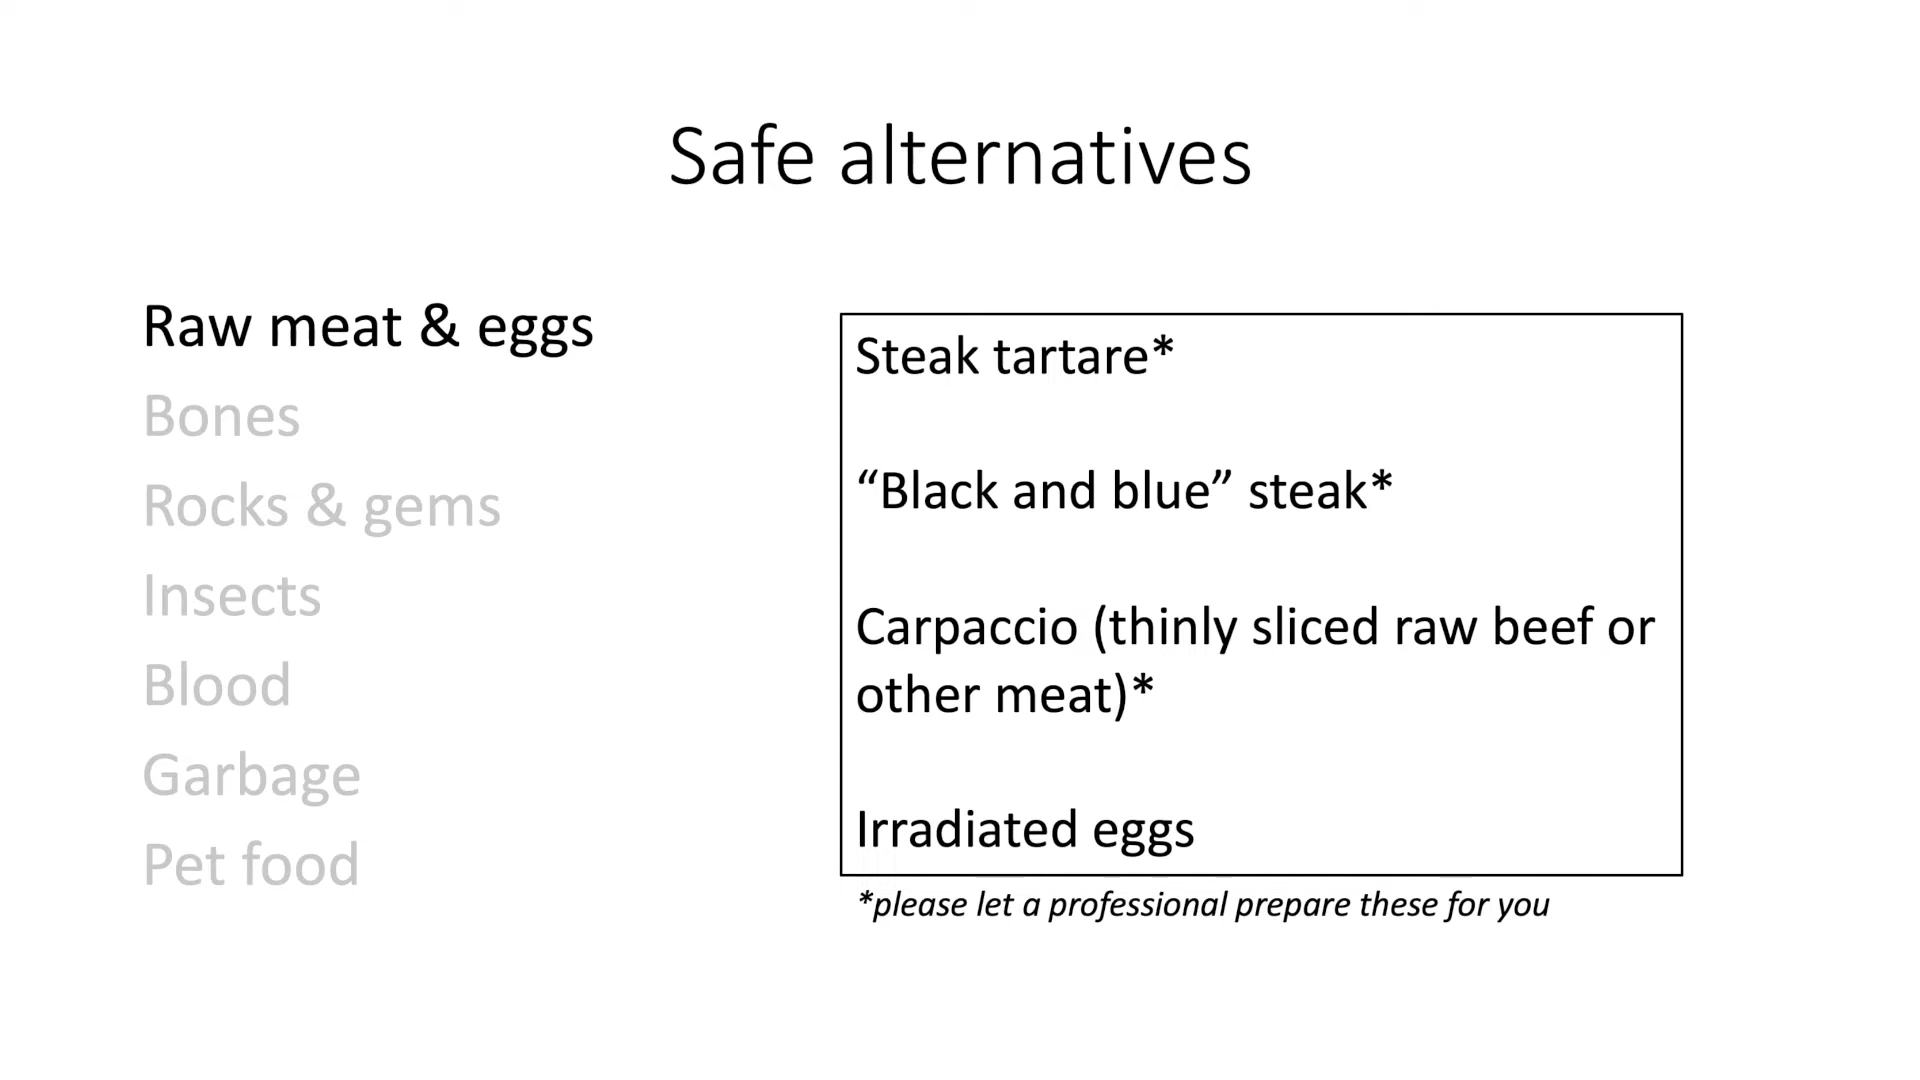 Safe alternatives
Raw meat & eggs
Bones
Rocks & gems
Insects
Blood
Garbage
Pet food
Steak tartare*
“Black and blue” steak*
Carpaccio (thinly sliced raw beef or
other meat)*
Irradiated eggs
*please let a professional prepare these for you